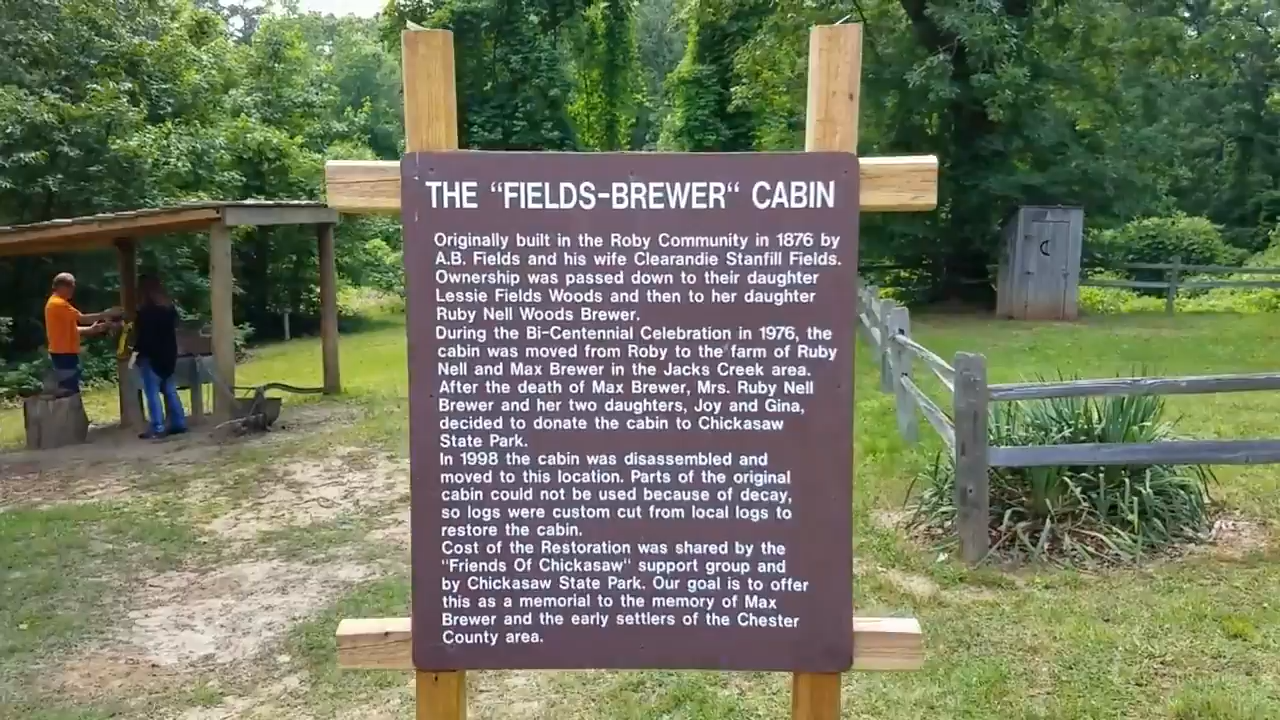 THE "FIELDS-BREWER" CABIN
Originally built in the Roby Community in 1876 by
A.B. Fields and his wife Clearandie Stanfill Fields.
Ownership was passed down to their daughter
Lessie Fields Woods and then to her daughter
Ruby Nell Woods Brewer.
During the Bi-Centennial Celebration in 1976, the
cabin was moved from Roby to the farm of Ruby
Nell and Max Brewer in the Jacks Creek area.
After the death of Max Brewer, Mrs. Ruby Nell
Brewer and her two daughters, Joy and Gina,
decided to donate the cabin to Chickasaw
State Park.
In 1998 the cabin was disassembled and
moved to this location. Parts of the original
cabin could not be used because of decay,
so logs were custom cut from local logs to
restore the cabin.
Cost of the Restoration was shared by the
"Friends Of Chickasaw" support group and
by Chickasaw State Park. Our goal is to offer
this as a memorial to the memory of Max
Brewer and the early settlers of the Chester
County area.